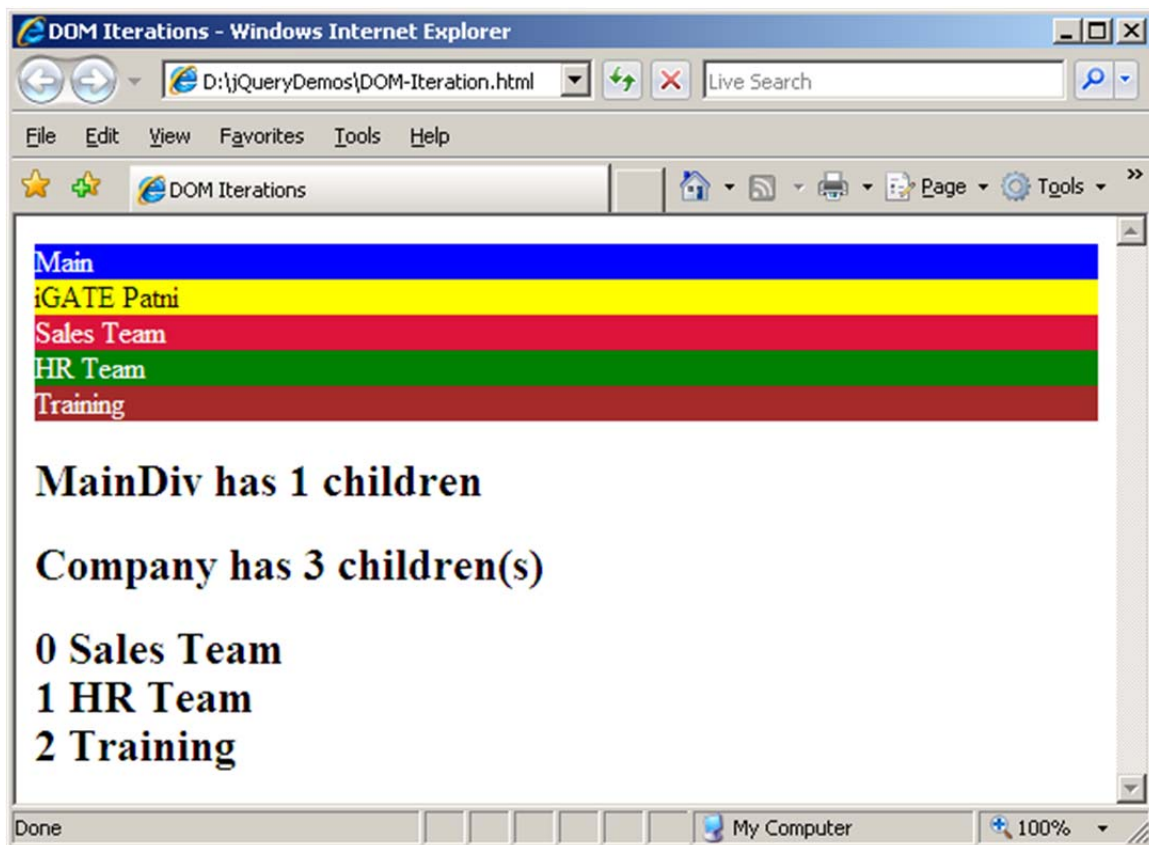 DOM Iterations - Windows Internet Explorer
D:\jQueryDemos\DOM-Iteration.html Live Search
File Edit View Favorites Tools Help
DOM Iterations Page Tools »
Main
iGATE Patni
Sales Team
HR Team
Training
MainDiv has 1 children
Company has 3 children(s)
0 Sales Team
1 HR Team
2 Training
Done My Computer 100%